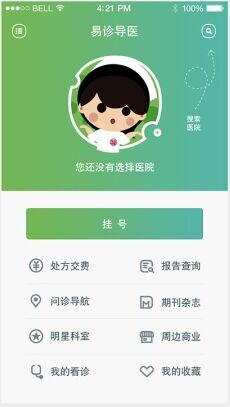 BELL 4:21 PM 100%
易诊导医
搜索
医院
您还没有选择医院
挂 号
处方交费 报告查询
问诊导航 期刊杂志
明星科室 周边商业
我的看诊 我的收藏